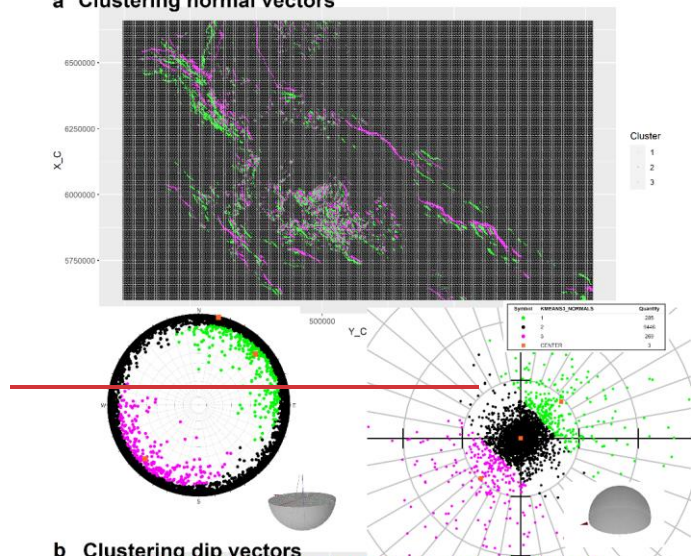 a Clustering normal vectors
6500000
6250000
6000000
5750000
X_C
Cluster
1
2
3
500000
Y_C
N
E
S
Symbol KMEANS3_NORMALS Quantity
1
2
3
CENTER 3
b Clustering dip vectors